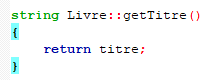 string Livre::getTitre()
{
    return titre;
}